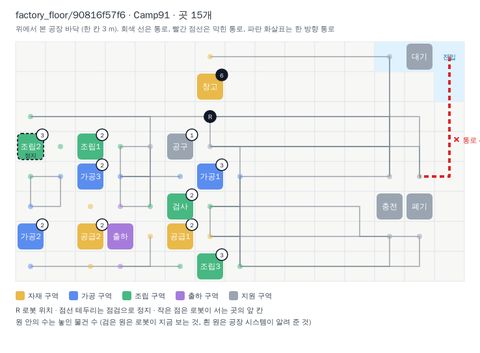 factory_floor/90816f57f6 · Camp91 · 곳 15개
위에서 본 공장 바닥 (한 칸 3 m). 회색 선은 통로, 빨간 점선은 막힌 통로, 파란 화살표는 한 방향 통로
대기
진입
6
창고
R
통로
3
조립2
정지
2
조립1
1
공구
2
가공3
3
가공1
2
검사
충전
폐기
2
가공2
2
공급2
출하
2
공급1
3
조립3
자재 구역
가공 구역
조립 구역
출하 구역
지원 구역
R 로봇 위치 · 점선 테두리는 점검으로 정지 · 작은 점은 로봇이 서는 곳의 앞 칸
원 안의 수는 놓인 물건 수 (검은 원은 로봇이 지금 보는 것, 흰 원은 공장 시스템이 알려 준 것)